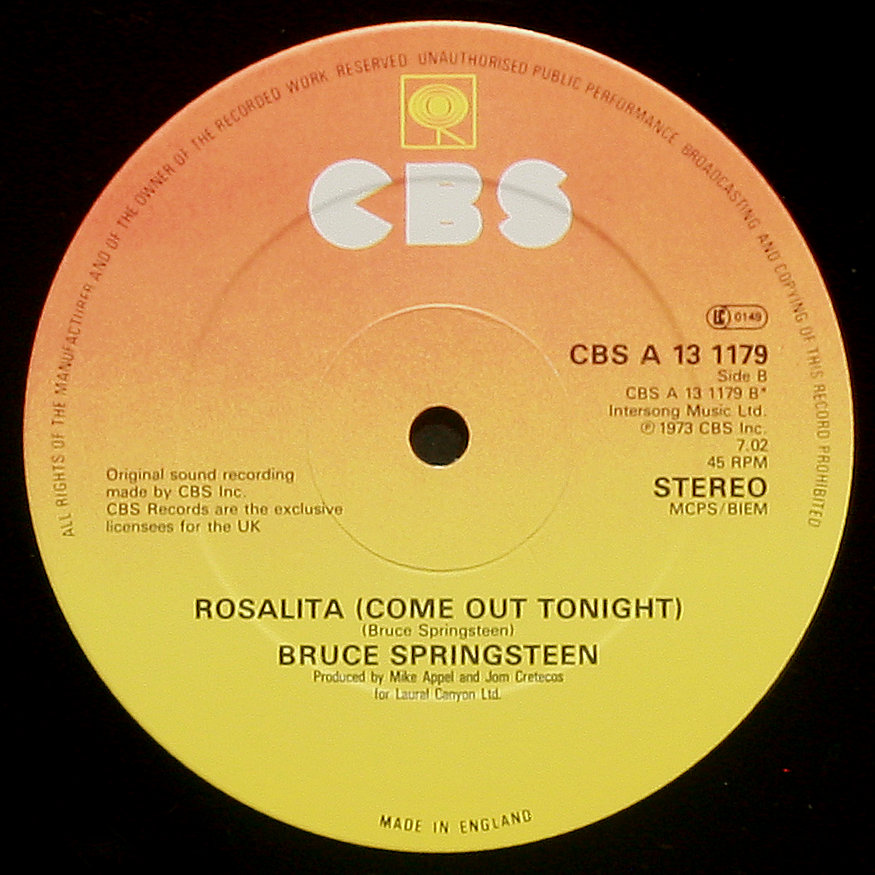 ALL RIGHTS OF THE MANUFACTURER AND OF THE OWNER OF THE RECORDED WORK RESERVED UNAUTHORISED PUBLIC PERFORMANCE BROADCASTING AND COPYING OF THIS RECORD PROHIBITED
CBS
LC 0149
CBS A 13 1179
Side B
CBS A 13 1179 B*
Intersong Music Ltd.
℗ 1973 CBS Inc.
7.02
45 RPM
STEREO
MCPS/BIEM
Original sound recording
made by CBS Inc.
CBS Records are the exclusive
licensees for the UK
ROSALITA (COME OUT TONIGHT)
(Bruce Springsteen)
BRUCE SPRINGSTEEN
Produced by Mike Appel and Jom Cretecos
for Laural Canyon Ltd.
MADE IN ENGLAND